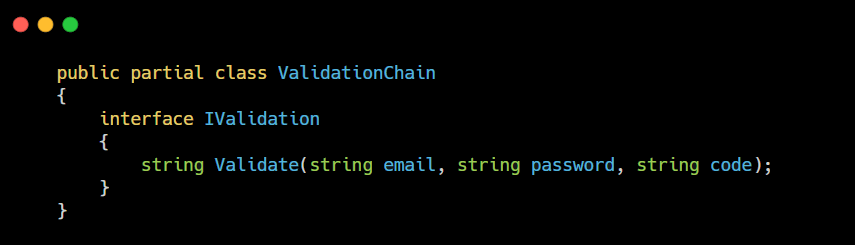 public partial class ValidationChain
{
    interface IValidation
    {
        string Validate(string email, string password, string code);
    }
}